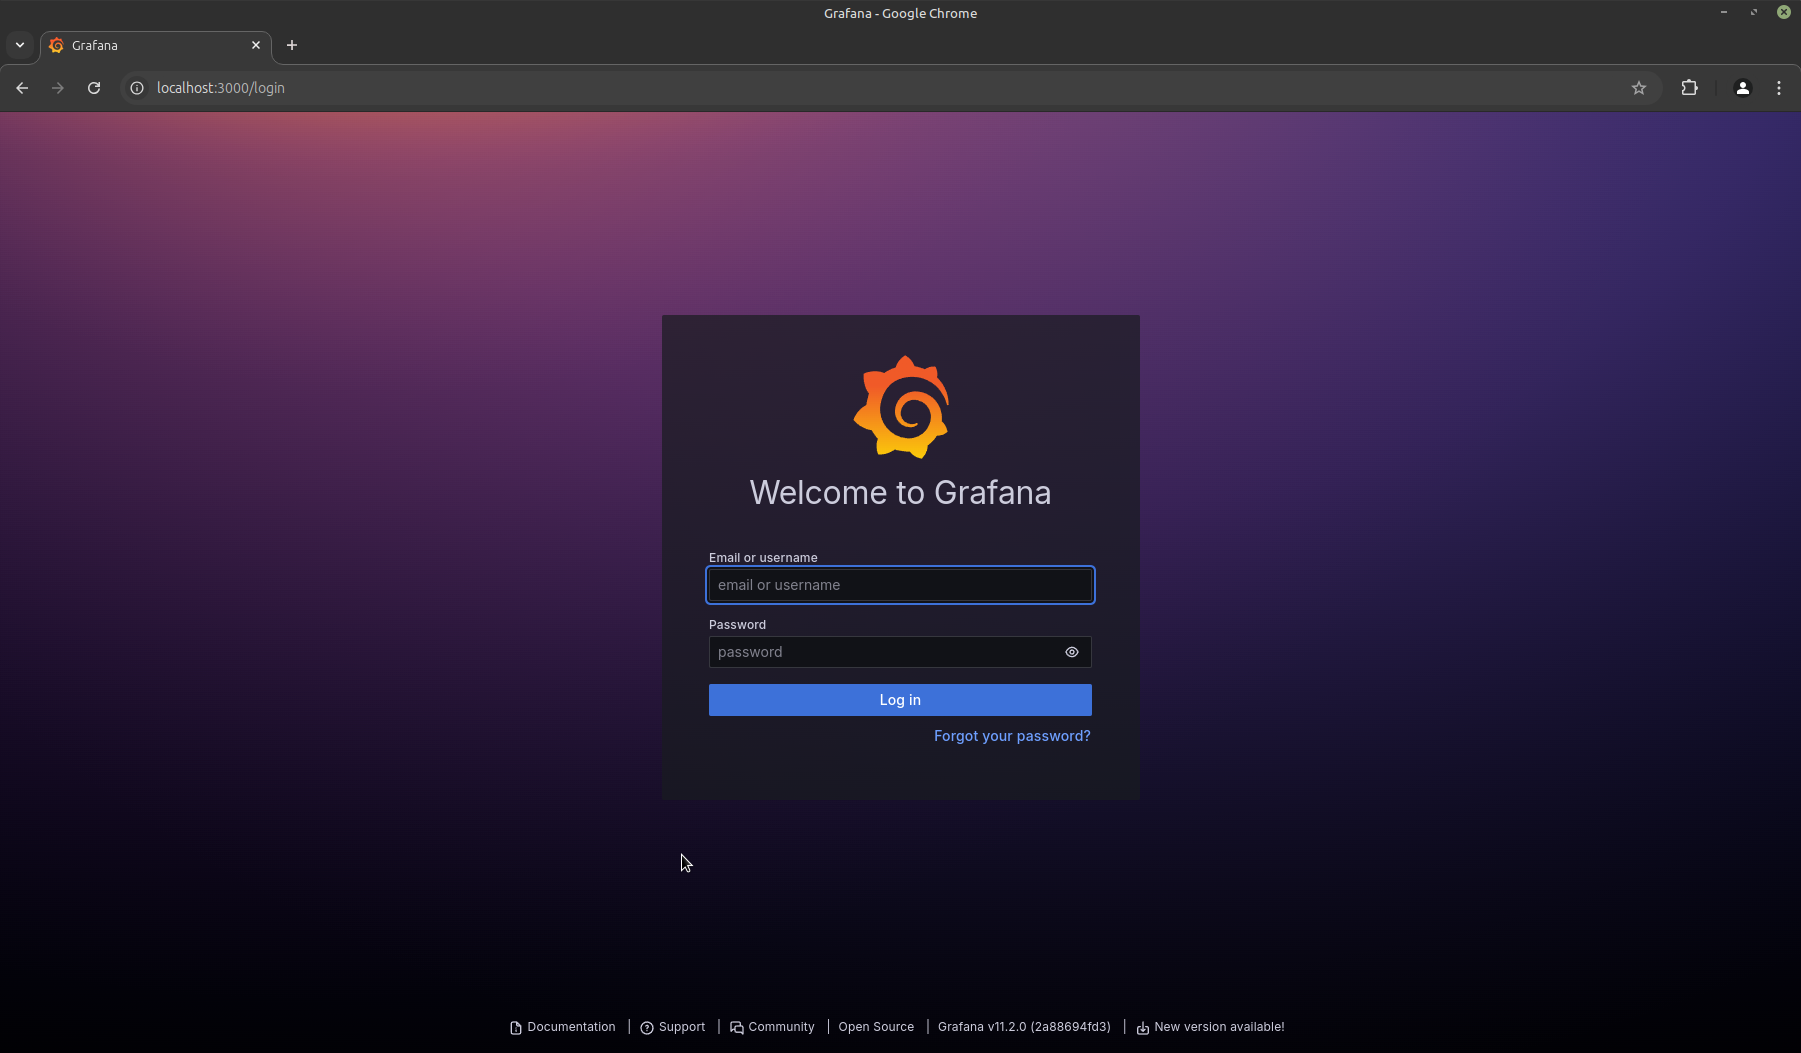 Grafana - Google Chrome
Grafana
localhost:3000/login
Welcome to Grafana
Email or username
email or username
Password
password
Log in
Forgot your password?
Documentation | Support | Community | Open Source | Grafana v11.2.0 (2a88694fd3) | New version available!